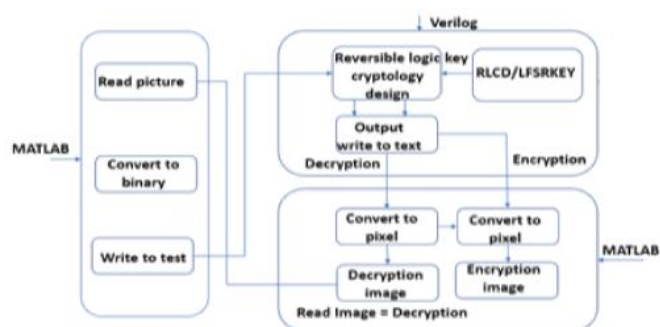 Verilog
Read picture
Reversible logic key
cryptology
design
RLCD/LFSRKEY
Output
write to text
MATLAB
Convert to
binary
Decryption
Encryption
Write to test
Convert to
pixel
Convert to
pixel
MATLAB
Decryption
image
Encryption
image
Read Image = Decryption